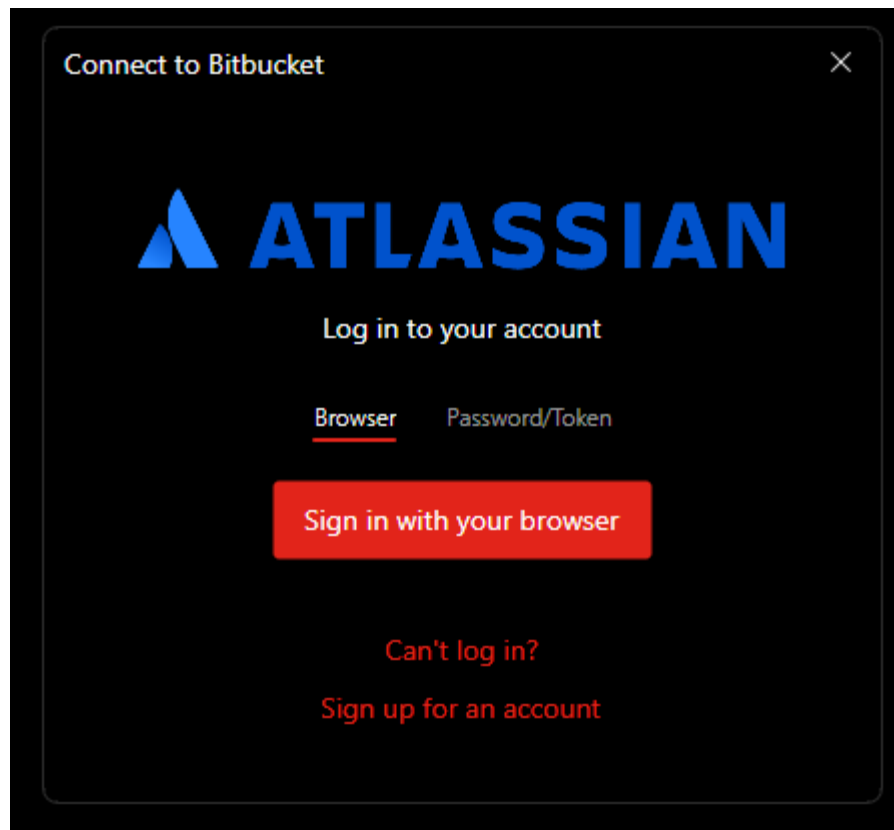 Connect to Bitbucket
ATLASSIAN
Log in to your account
Browser Password/Token
Sign in with your browser
Can't log in?
Sign up for an account